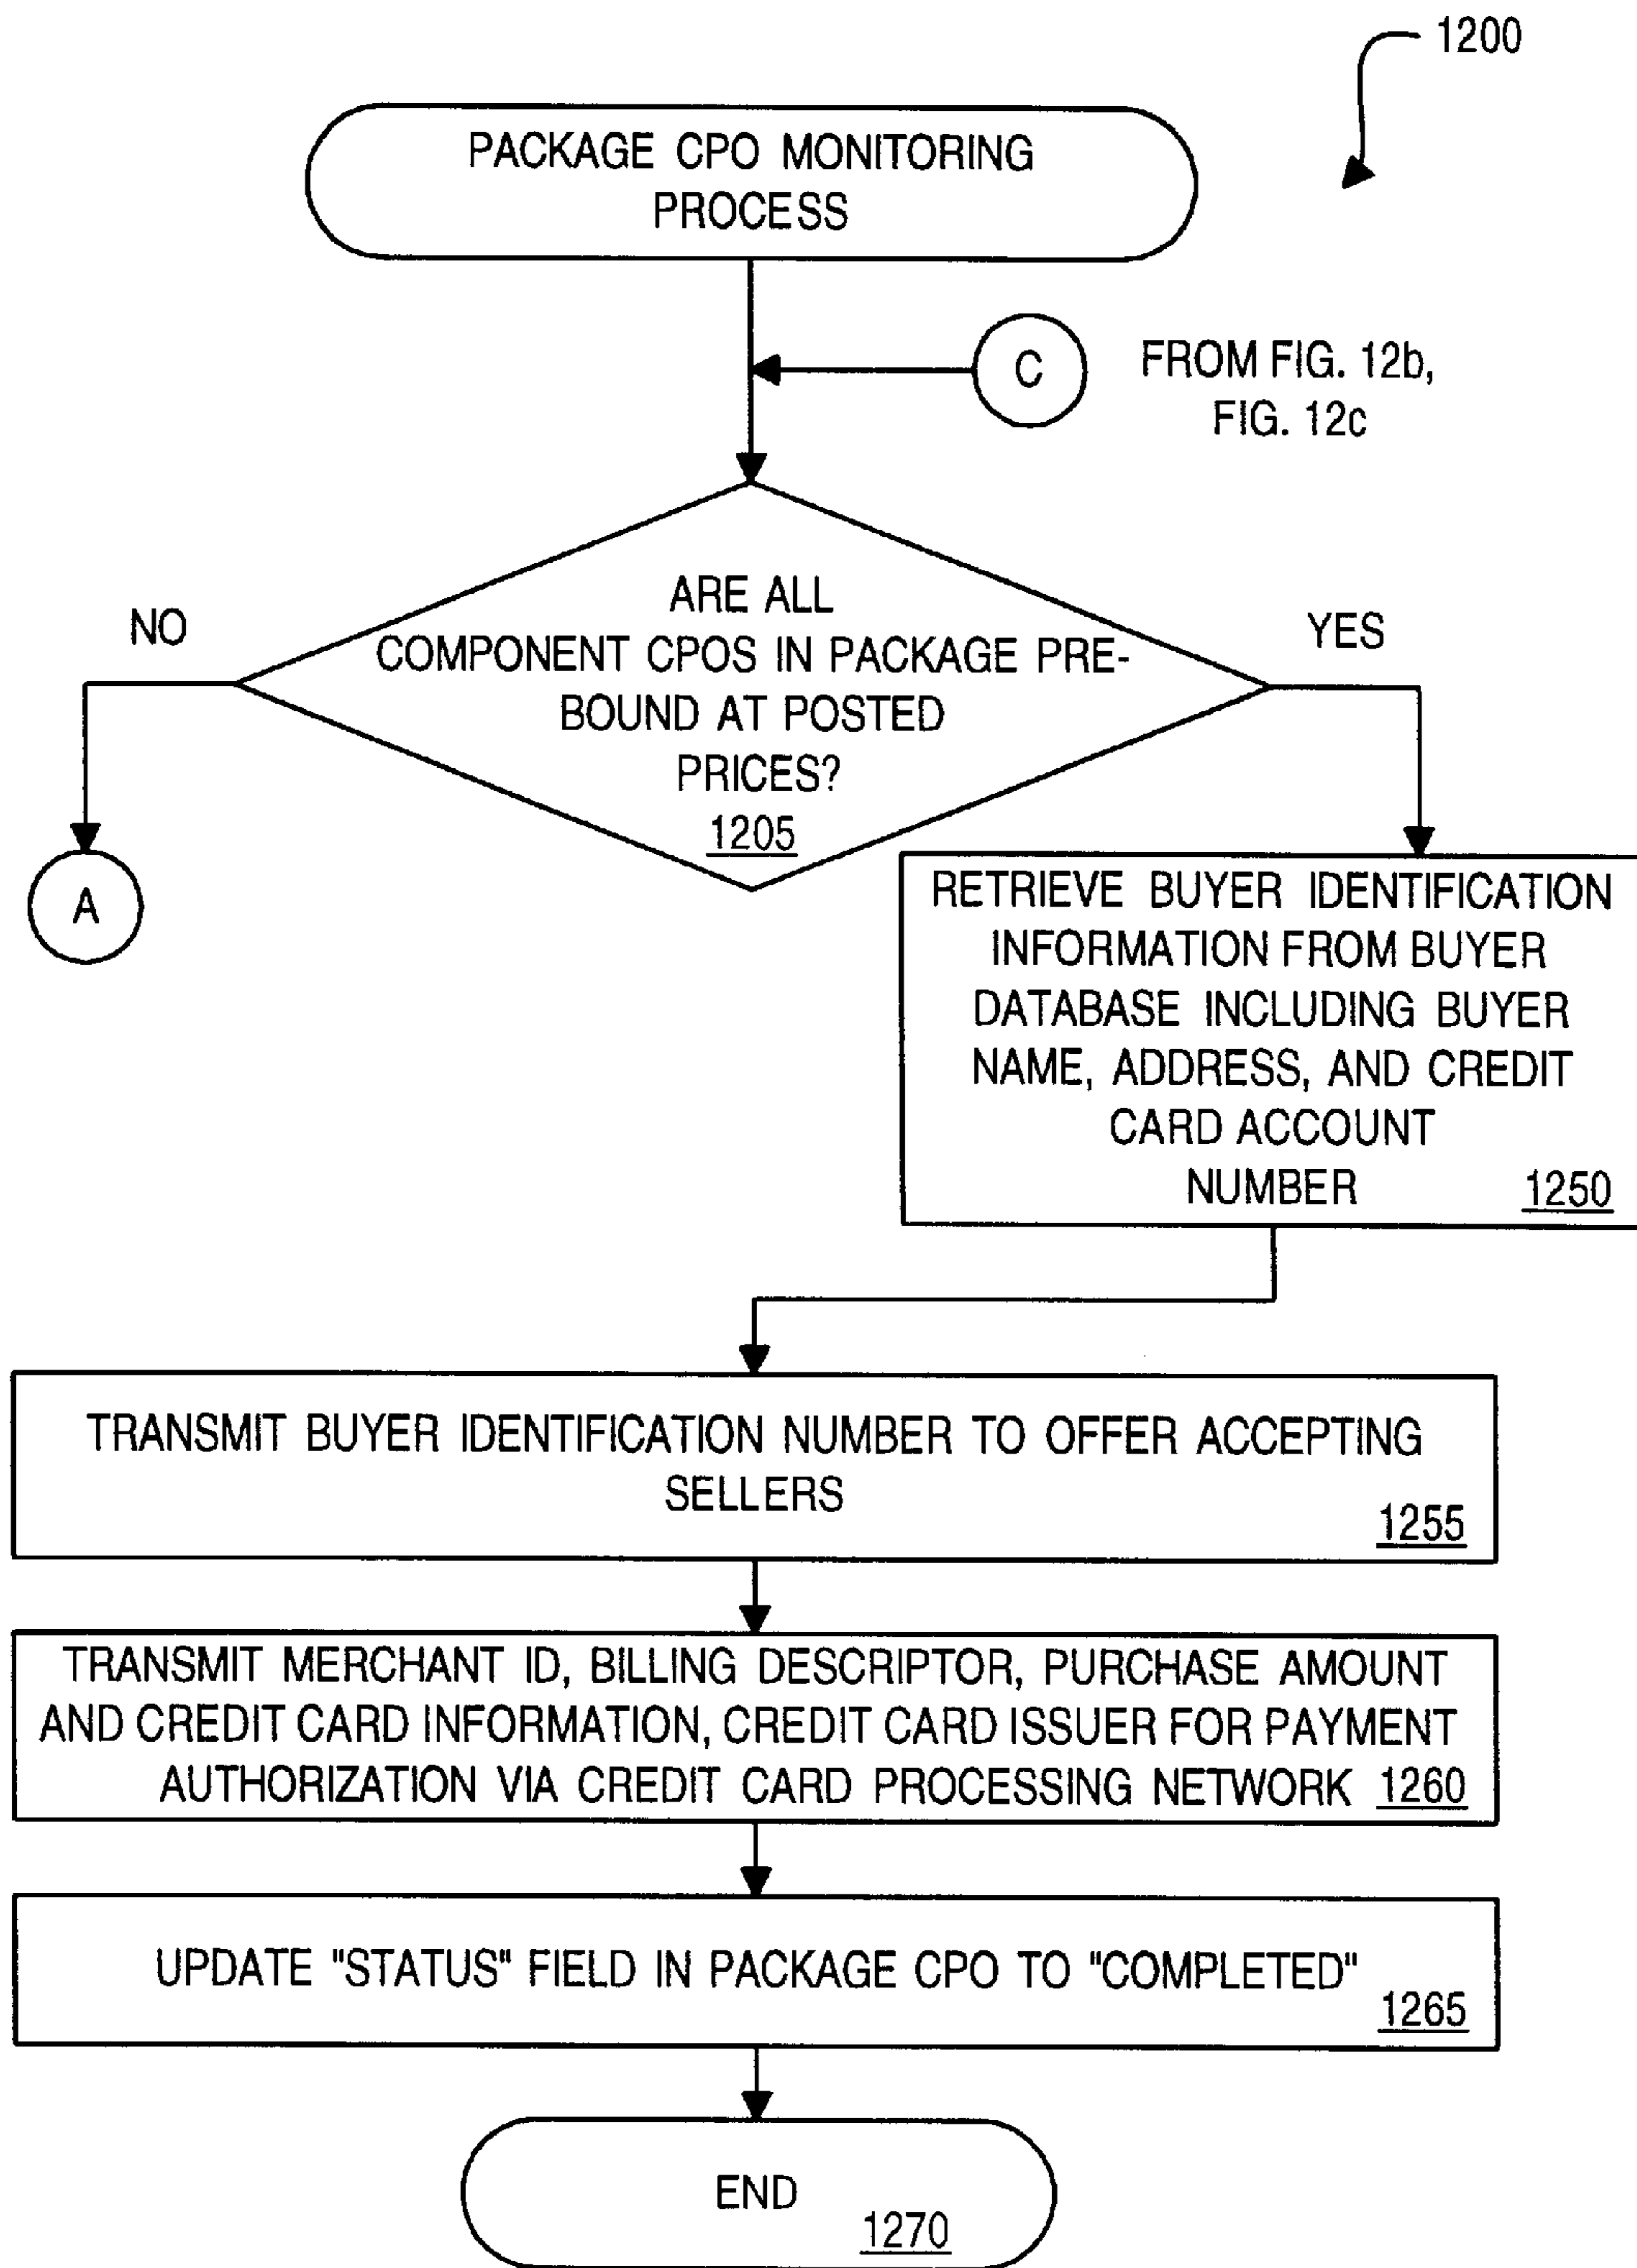 1200
PACKAGE CPO MONITORING
PROCESS
C
FROM FIG. 12b,
FIG. 12c
NO
YES
ARE ALL
COMPONENT CPOS IN PACKAGE PRE-
BOUND AT POSTED
PRICES?
1205
A
RETRIEVE BUYER IDENTIFICATION
INFORMATION FROM BUYER
DATABASE INCLUDING BUYER
NAME, ADDRESS, AND CREDIT
CARD ACCOUNT
NUMBER 1250
TRANSMIT BUYER IDENTIFICATION NUMBER TO OFFER ACCEPTING
SELLERS
1255
TRANSMIT MERCHANT ID, BILLING DESCRIPTOR, PURCHASE AMOUNT
AND CREDIT CARD INFORMATION, CREDIT CARD ISSUER FOR PAYMENT
AUTHORIZATION VIA CREDIT CARD PROCESSING NETWORK 1260
UPDATE "STATUS" FIELD IN PACKAGE CPO TO "COMPLETED"
1265
END
1270